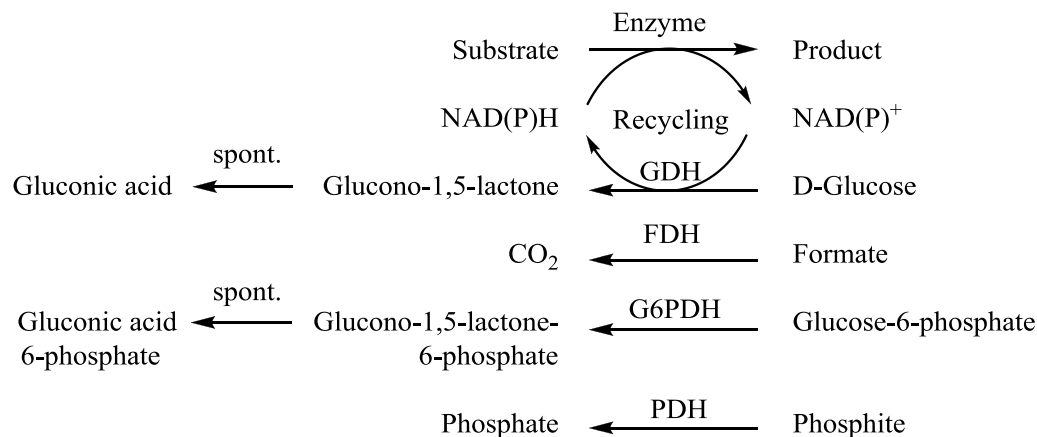 Enzyme
Substrate Product
NAD(P)H Recycling NAD(P)⁺
spont. GDH
Gluconic acid Glucono-1,5-lactone D-Glucose
FDH
CO₂ Formate
spont. G6PDH
Gluconic acid Glucono-1,5-lactone- Glucose-6-phosphate
6-phosphate 6-phosphate
PDH
Phosphate Phosphite